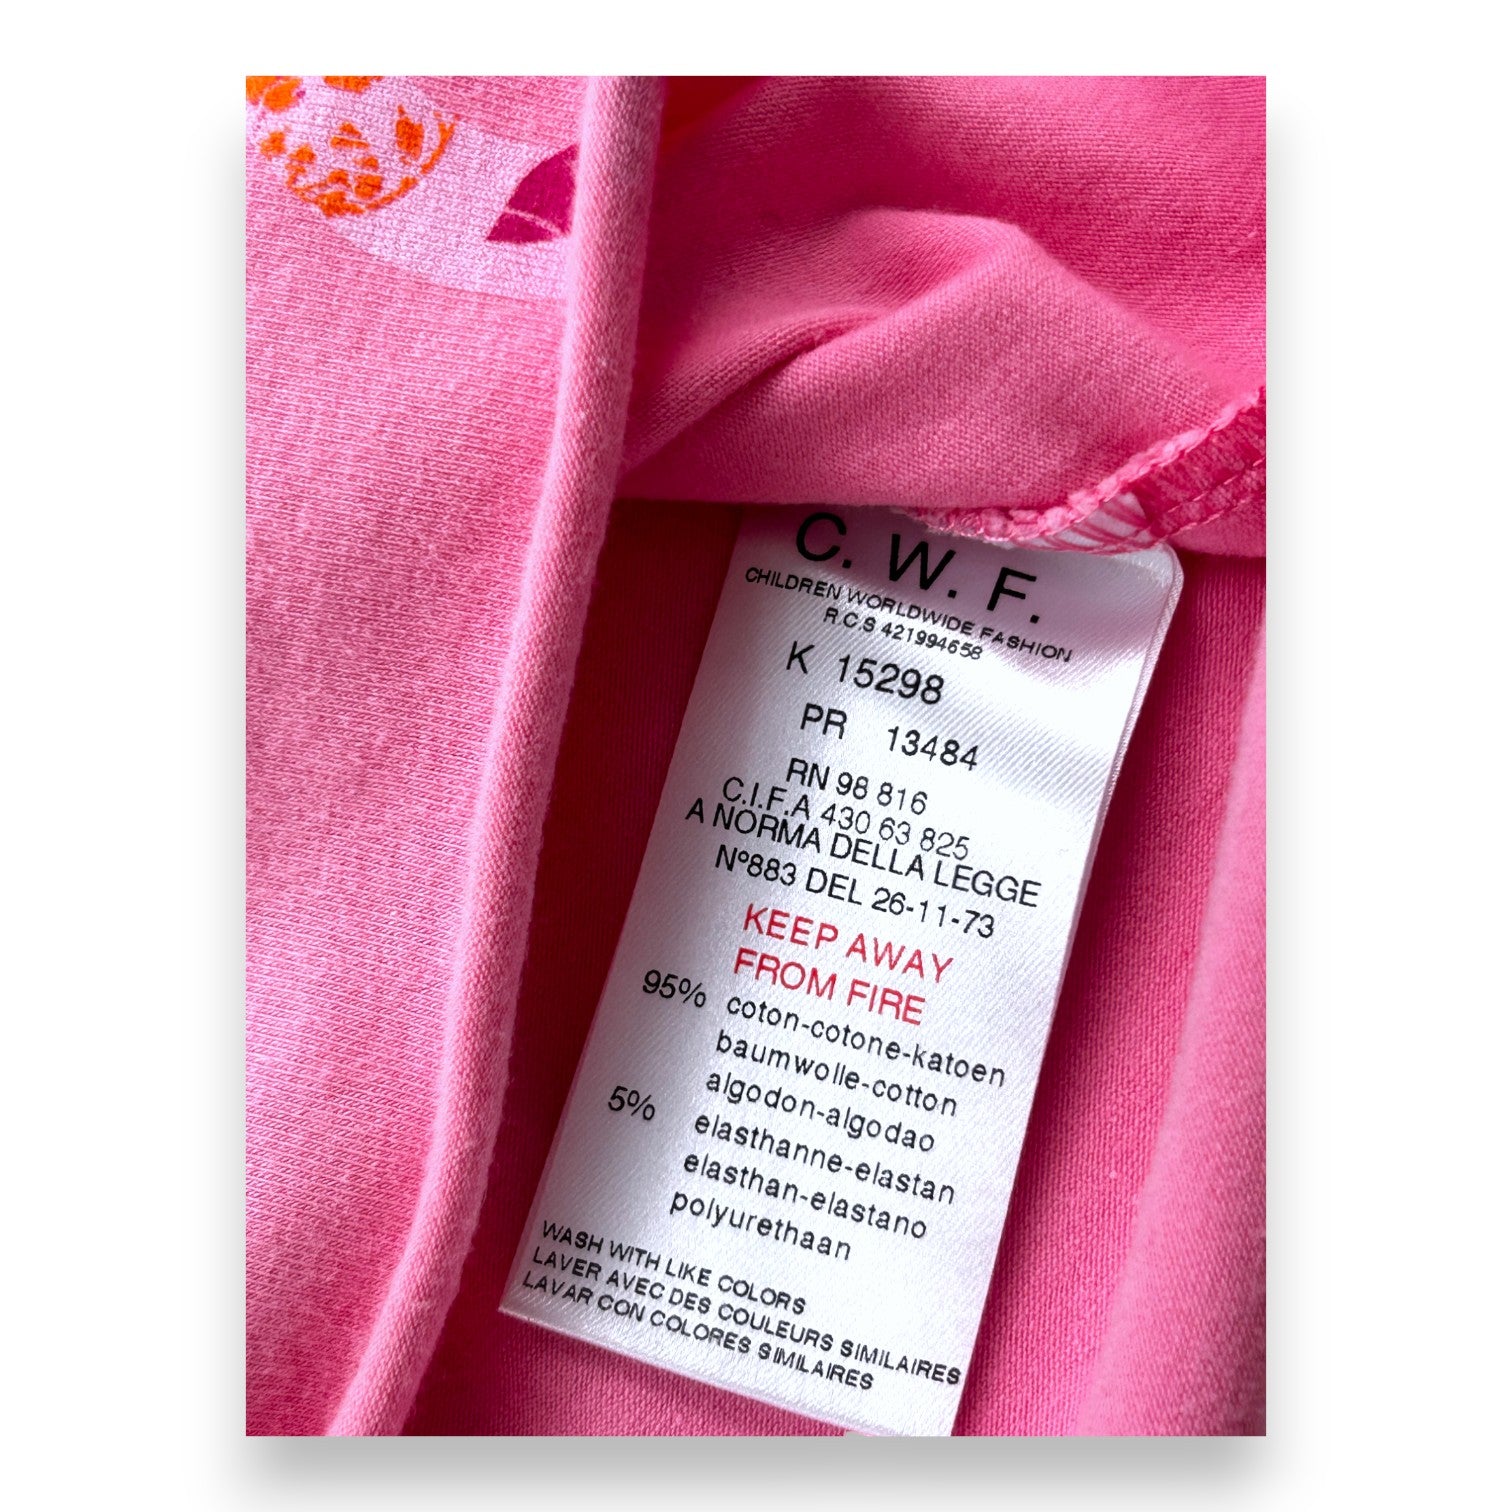 C. W. F.
CHILDREN WORLDWIDE FASHION
R.C.S 421994658
K 15298
PR 13484
RN 98 816
C.I.F.A 430 63 825
A NORMA DELLA LEGGE
Nº883 DEL 26-11-73
KEEP AWAY
FROM FIRE
95% coton-cotone-katoen
baumwolle-cotton
algodon-algodao
5% elasthanne-elastan
elasthan-elastano
polyurethaan
WASH WITH LIKE COLORS
LAVER AVEC DES COULEURS SIMILAIRES
LAVAR CON COLORES SIMILAIRES